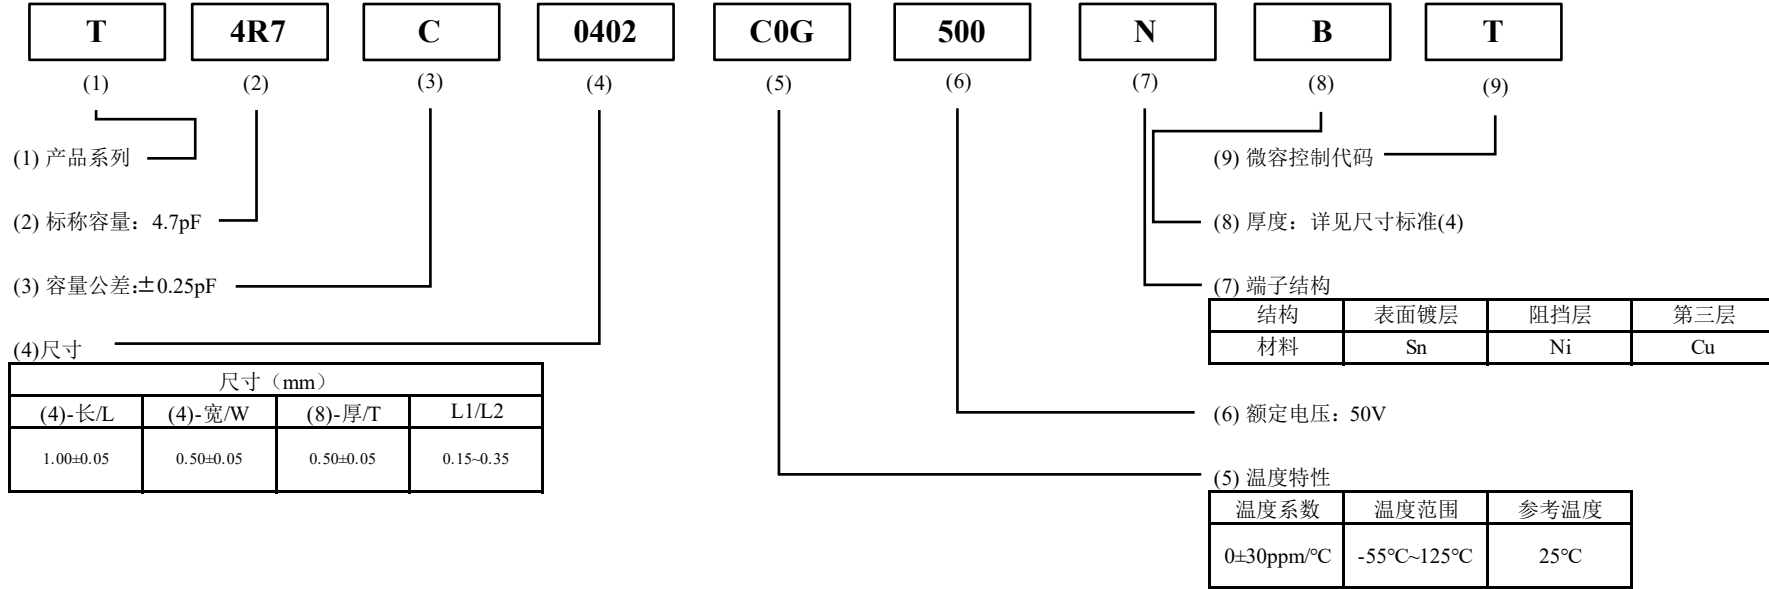 T 4R7 C 0402 C0G 500 N B T
(1) (2) (3) (4) (5) (6) (7) (8) (9)
(1) 产品系列
(9) 微容控制代码
(2) 标称容量：4.7pF
(8) 厚度：详见尺寸标准(4)
(3) 容量公差:±0.25pF
(7) 端子结构
结构 表面镀层 阻挡层 第三层
材料 Sn Ni Cu
(4)尺寸
尺寸（mm）
(4)-长/L (4)-宽/W (8)-厚/T L1/L2
1.00±0.05 0.50±0.05 0.50±0.05 0.15~0.35
(6) 额定电压：50V
(5) 温度特性
温度系数 温度范围 参考温度
0±30ppm/℃ -55℃~125℃ 25℃